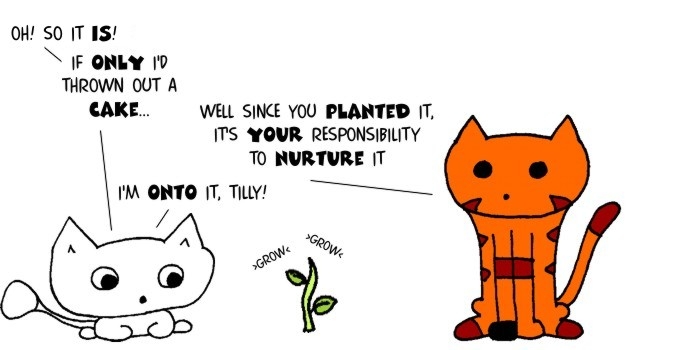 OH! SO IT IS!
IF ONLY I'D
THROWN OUT A
CAKE...
WELL SINCE YOU PLANTED IT,
IT'S YOUR RESPONSIBILITY
TO NURTURE IT
I'M ONTO IT, TILLY!
>GROW<
>GROW<